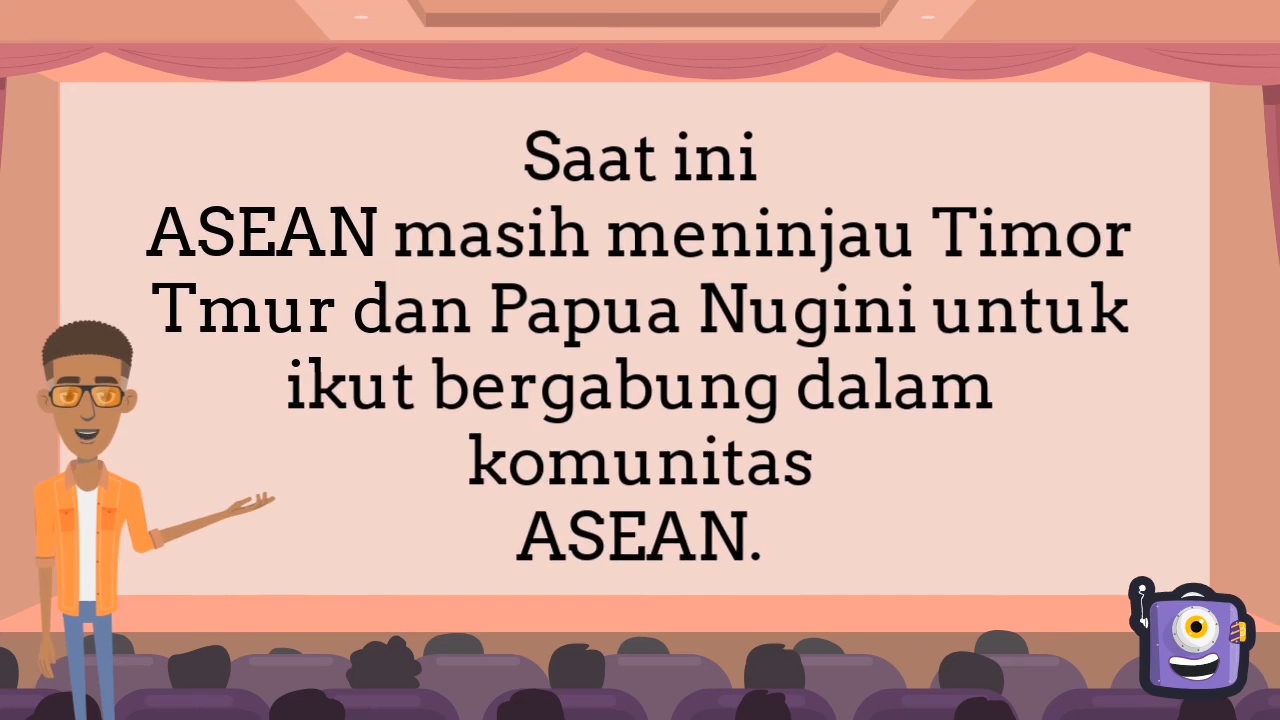 Saat ini
ASEAN masih meninjau Timor
Tmur dan Papua Nugini untuk
ikut bergabung dalam
komunitas
ASEAN.